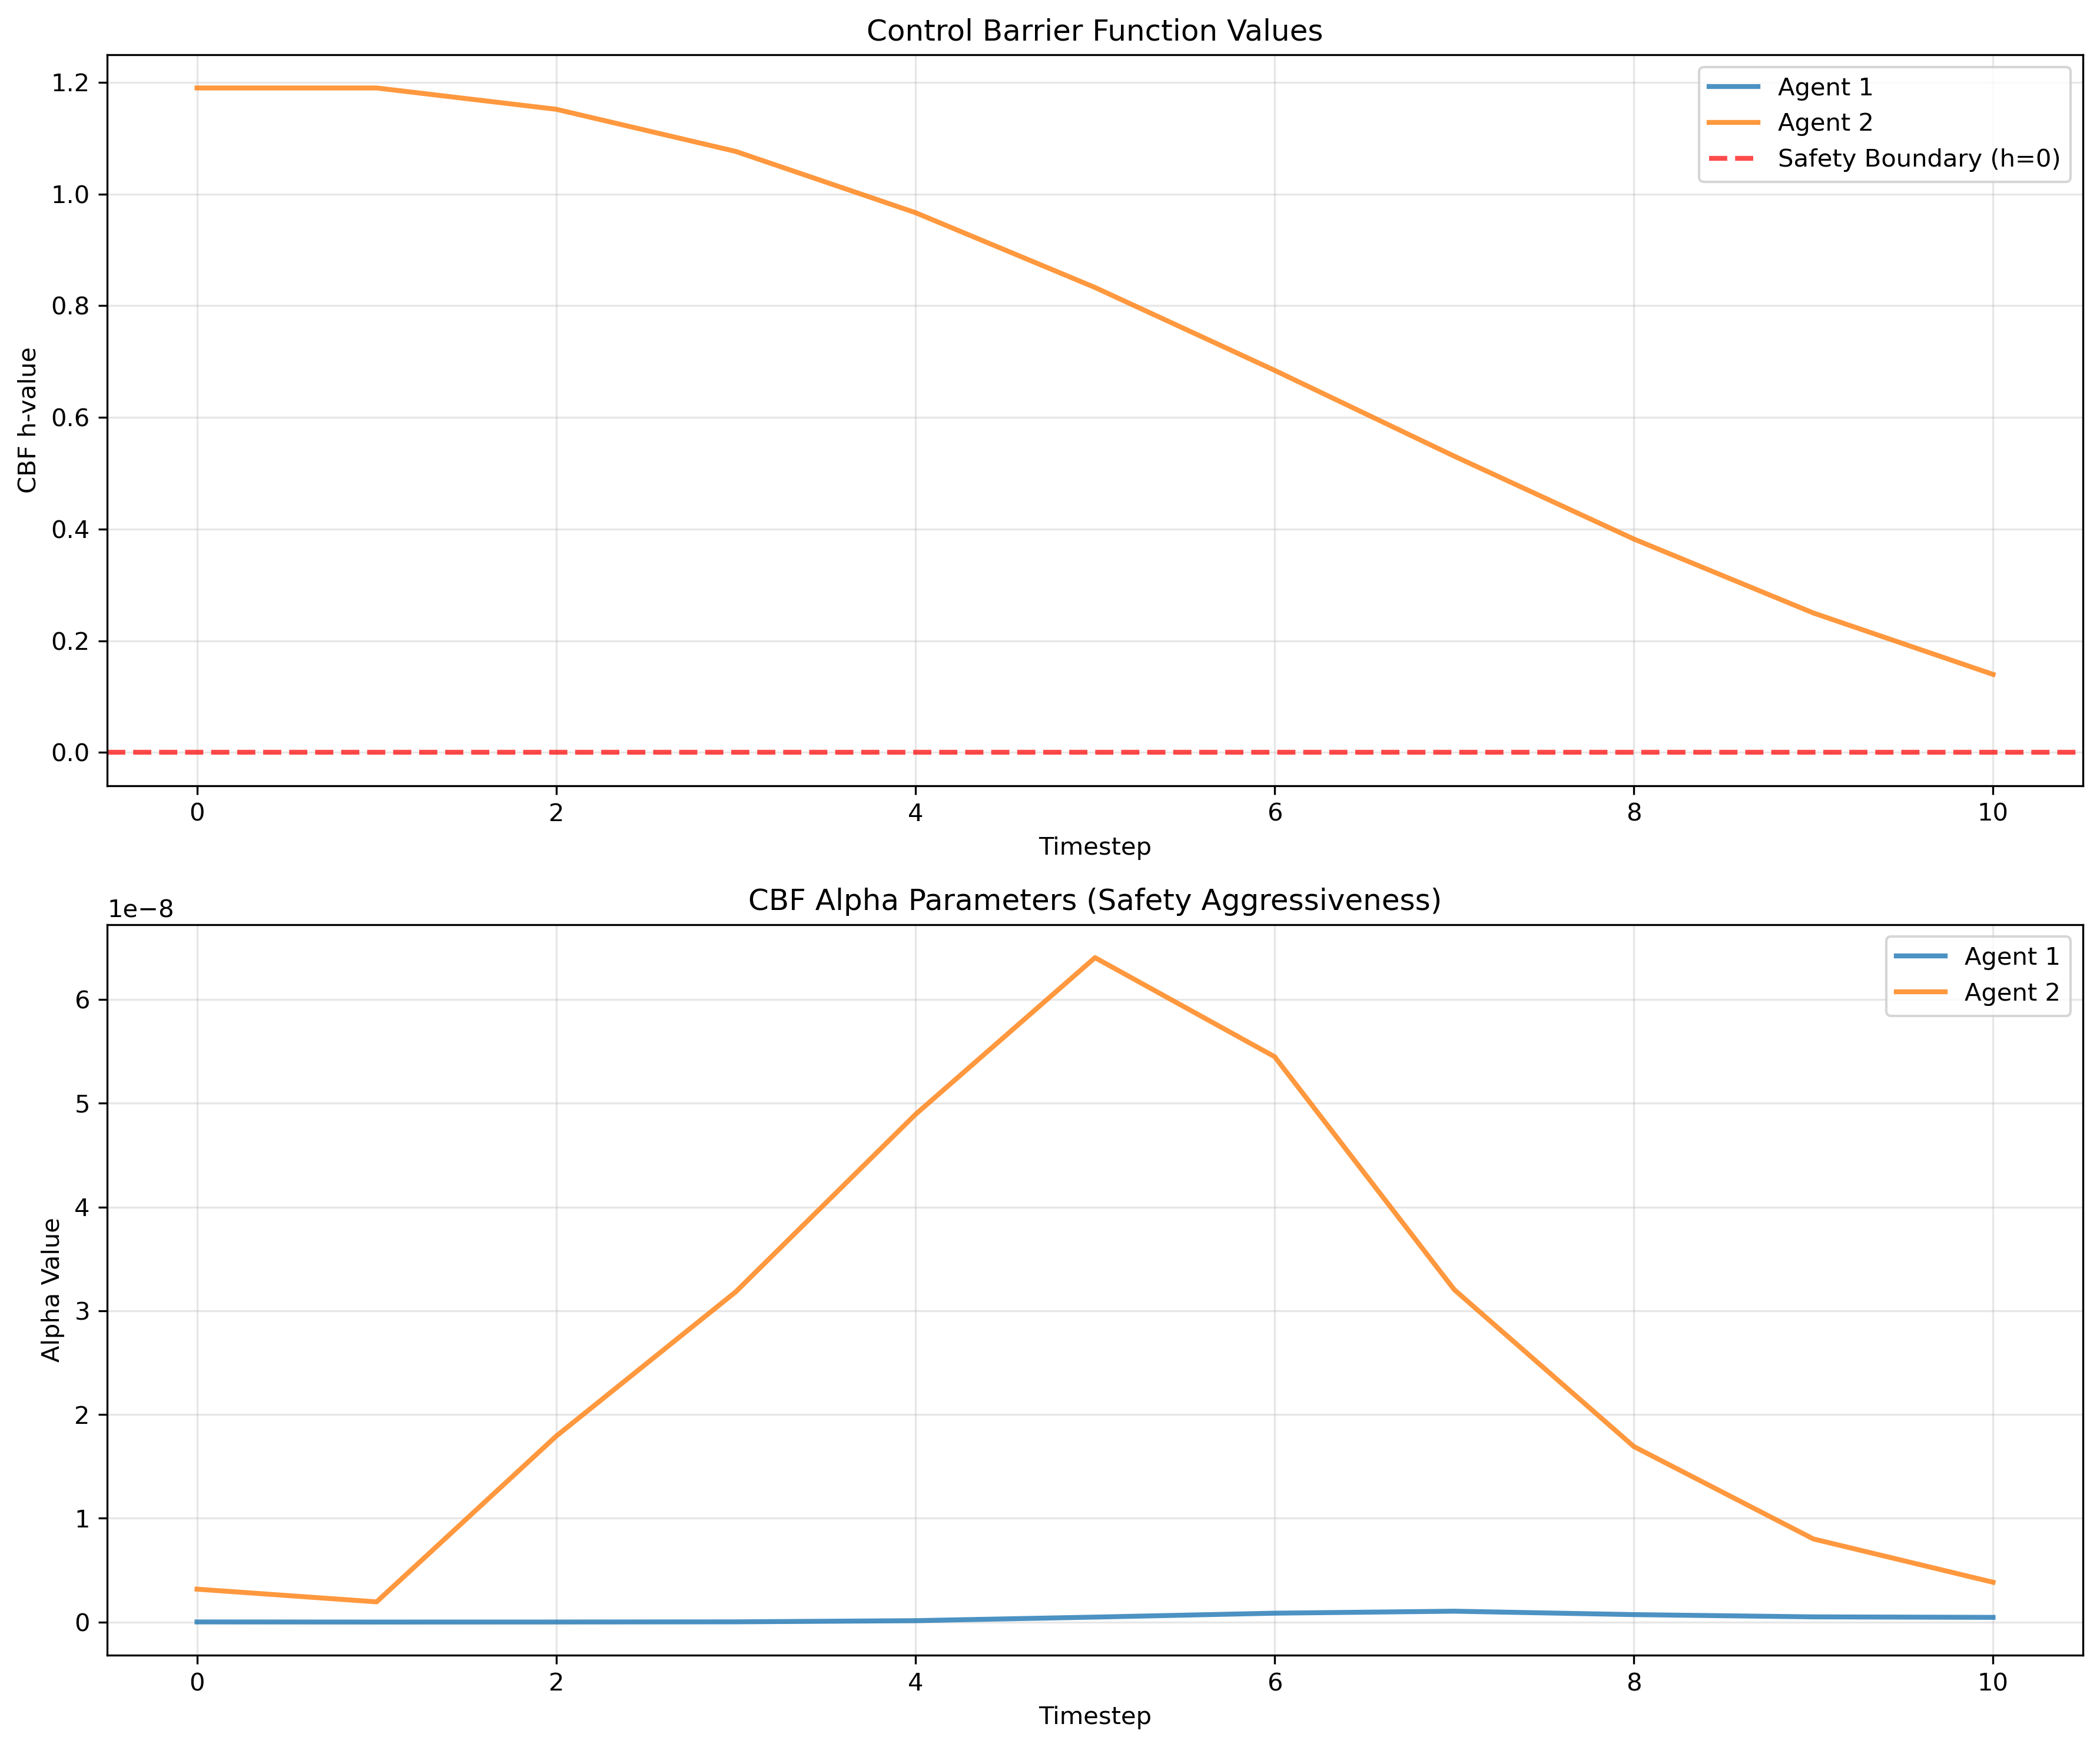 Control Barrier Function Values
1.2
1.0
0.8
0.6
0.4
0.2
0.0
CBF h-value
Agent 1
Agent 2
Safety Boundary (h=0)
0 2 4 6 8 10
Timestep
CBF Alpha Parameters (Safety Aggressiveness)
1e−8
6
5
4
3
2
1
0
Alpha Value
Agent 1
Agent 2
0 2 4 6 8 10
Timestep